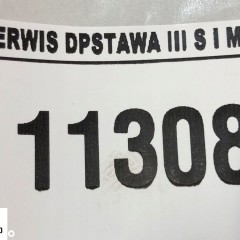 ERWIS DPSTAWA III S I M
11308